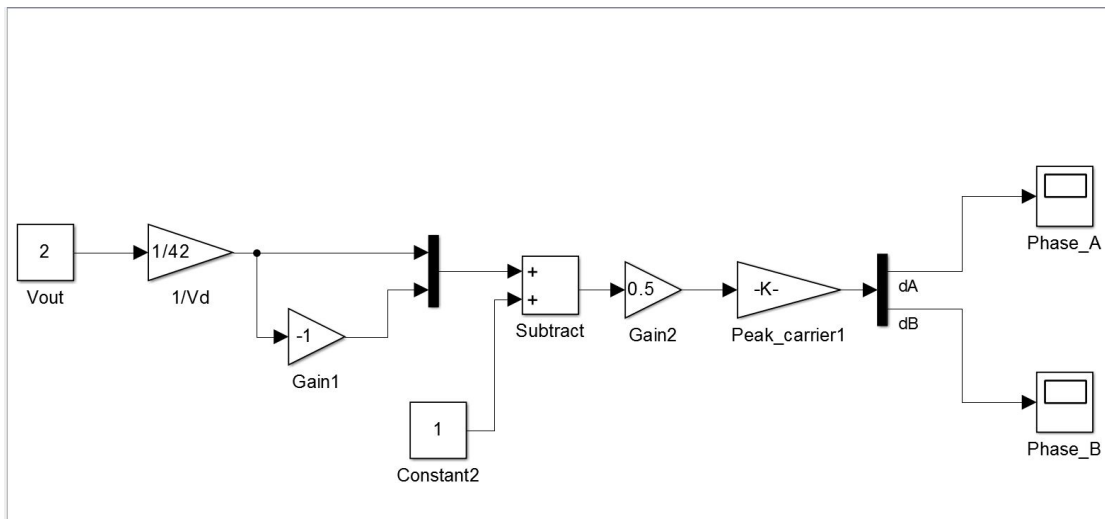 2
Vout
1/42
1/Vd
-1
Gain1
+
+
Subtract
1
Constant2
0.5
Gain2
-K-
Peak_carrier1
dA
dB
Phase_A
Phase_B